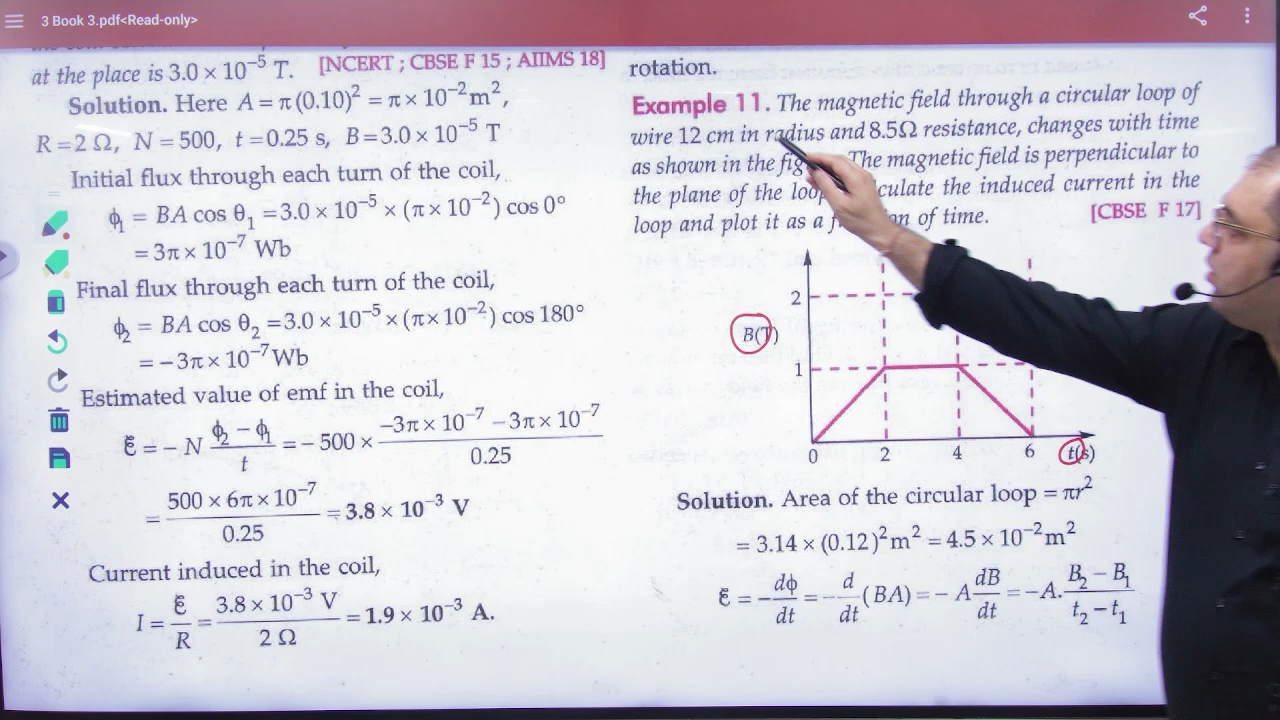 3 Book 3.pdf<Read-only>
at the place is 3.0 × 10⁻⁵ T. [NCERT ; CBSE F 15 ; AIIMS 18]
Solution. Here A = π (0.10)² = π × 10⁻² m²,
R = 2 Ω, N = 500, t = 0.25 s, B = 3.0 × 10⁻⁵ T
Initial flux through each turn of the coil,
ϕ₁ = BA cos θ₁ = 3.0 × 10⁻⁵ × (π × 10⁻²) cos 0°
= 3π × 10⁻⁷ Wb
Final flux through each turn of the coil,
ϕ₂ = BA cos θ₂ = 3.0 × 10⁻⁵ × (π × 10⁻²) cos 180°
= − 3π × 10⁻⁷ Wb
Estimated value of emf in the coil,
ℰ = − N (ϕ₂ − ϕ₁)/t = − 500 × (−3π × 10⁻⁷ − 3π × 10⁻⁷)/0.25
= (500 × 6π × 10⁻⁷)/0.25 = 3.8 × 10⁻³ V
Current induced in the coil,
I = ℰ/R = (3.8 × 10⁻³ V)/(2 Ω) = 1.9 × 10⁻³ A.
rotation.
Example 11. The magnetic field through a circular loop of
wire 12 cm in radius and 8.5Ω resistance, changes with time
as shown in the The magnetic field is perpendicular to
the plane of the the induced current in the
loop and plot it as a of time. [CBSE F 17]
2
B(T)
1
0 2 4 6 t(s)
Solution. Area of the circular loop = πr²
= 3.14 × (0.12)² m² = 4.5 × 10⁻² m²
ℰ = − dϕ/dt = − d/dt (BA) = − A dB/dt = − A. (B₂ − B₁)/(t₂ − t₁)